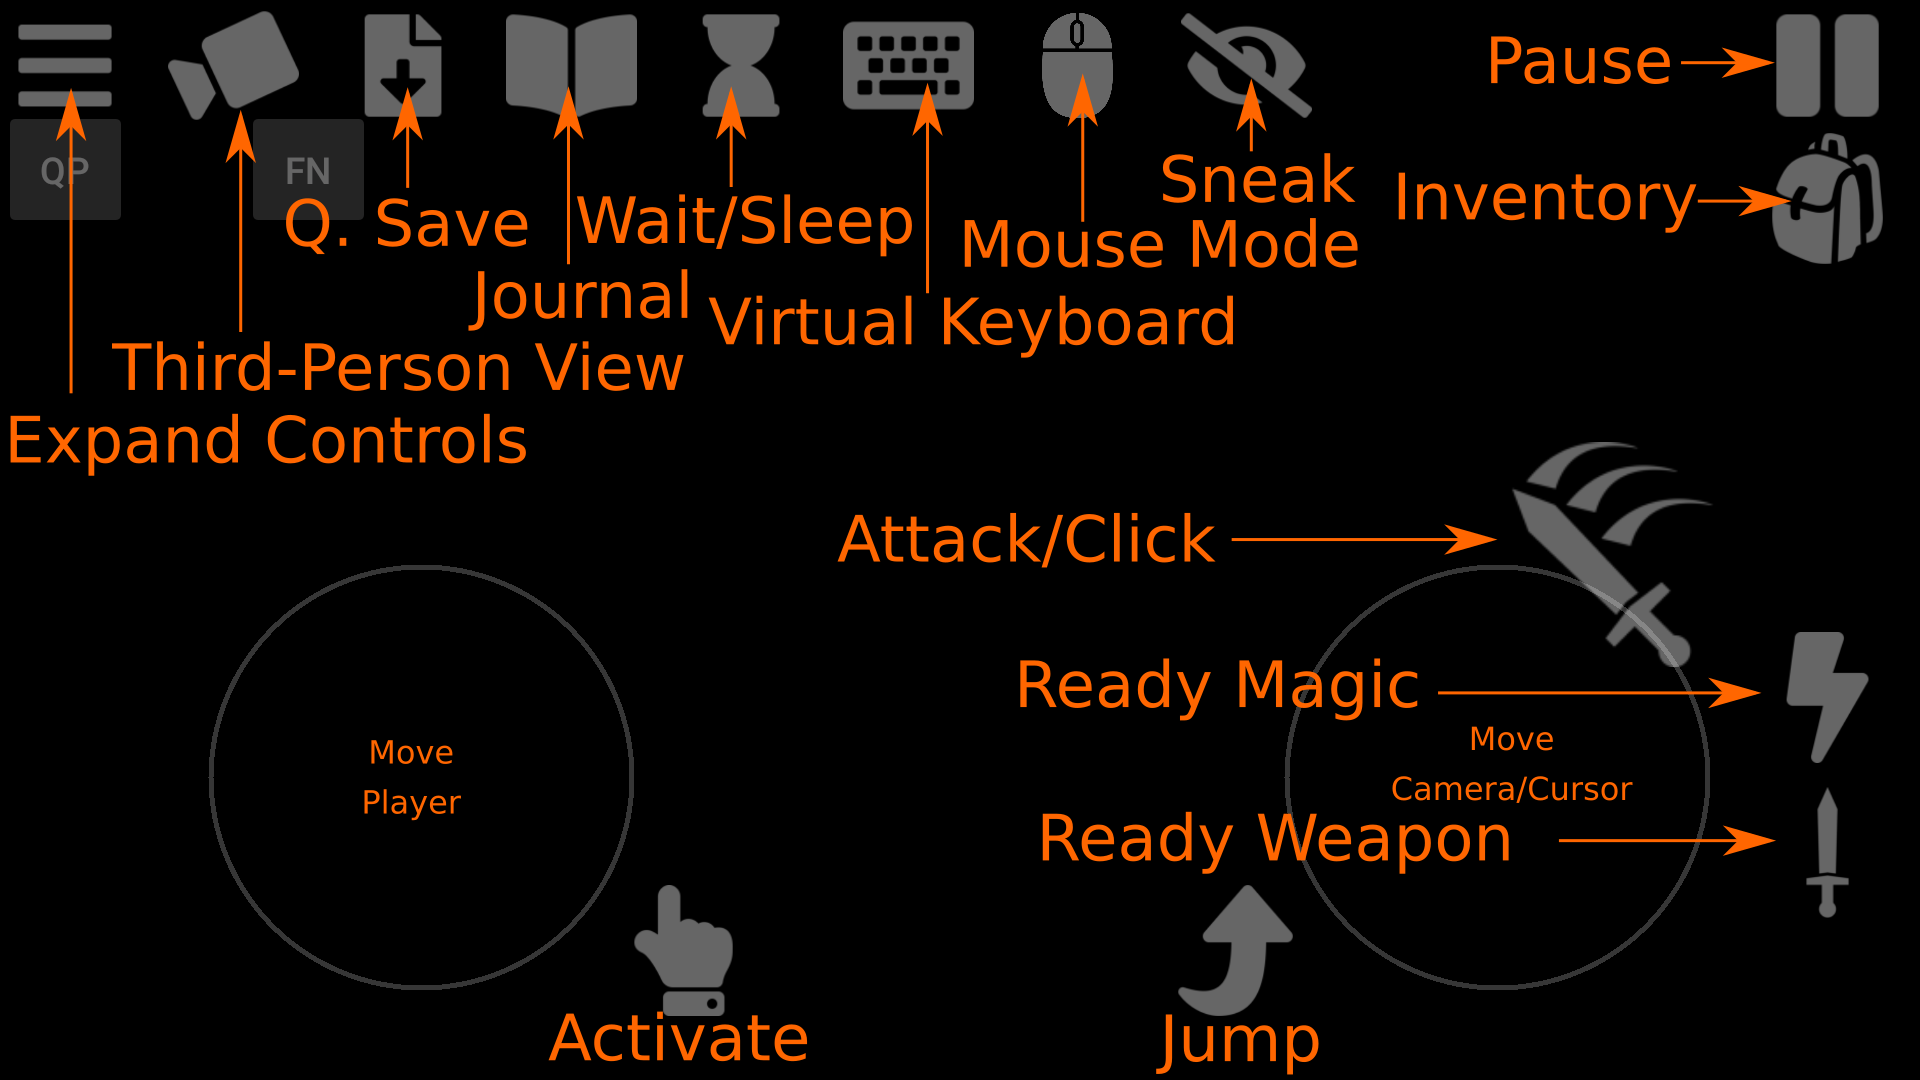 Pause
QP
FN
Sneak
Inventory
Q. Save
Wait/Sleep
Mouse Mode
Journal
Virtual Keyboard
Third-Person View
Expand Controls
Attack/Click
Ready Magic
Move
Player
Move
Camera/Cursor
Ready Weapon
Activate
Jump